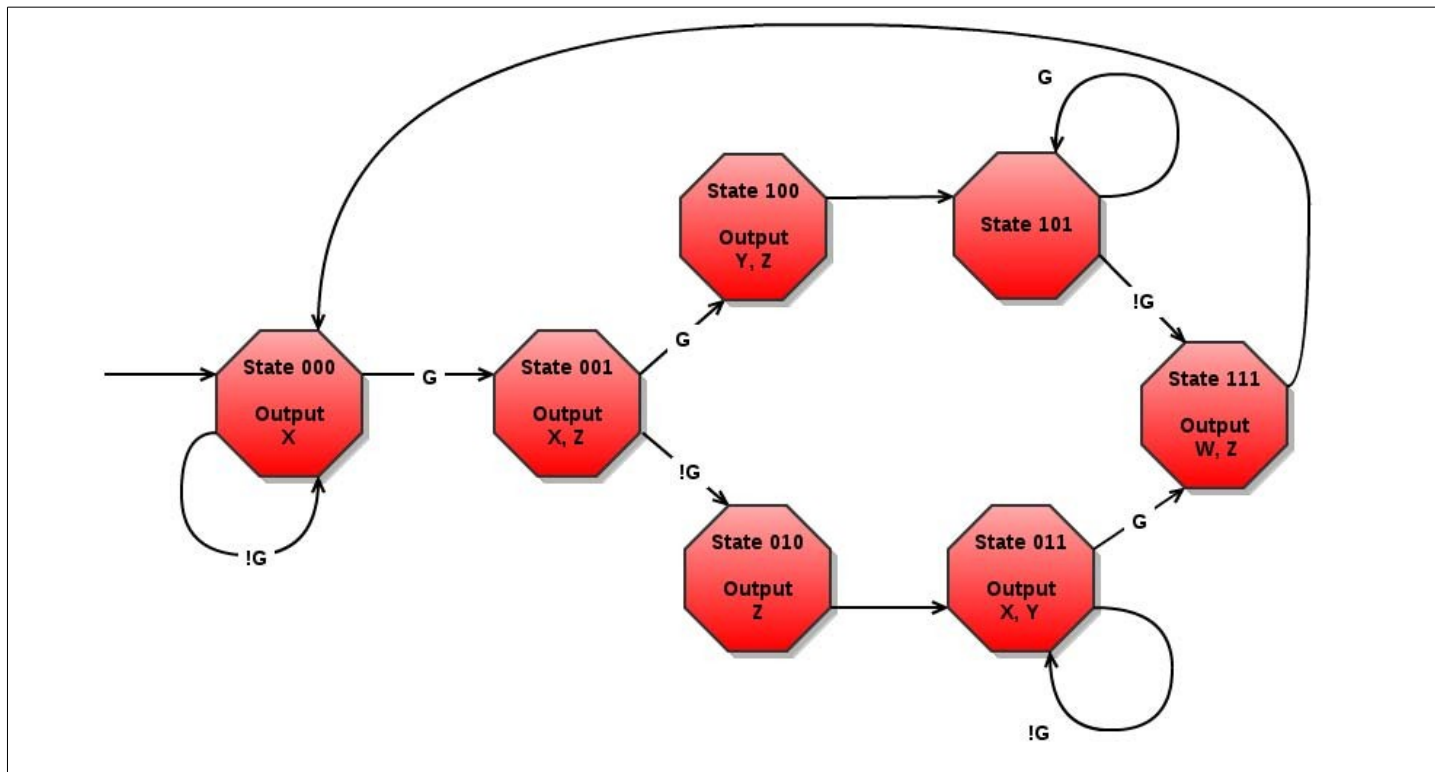 G
State 100
Output
Y, Z
State 101
!G
State 000
Output
X
G
State 001
Output
X, Z
G
State 111
Output
W, Z
!G
State 010
Output
Z
State 011
Output
X, Y
G
!G
!G